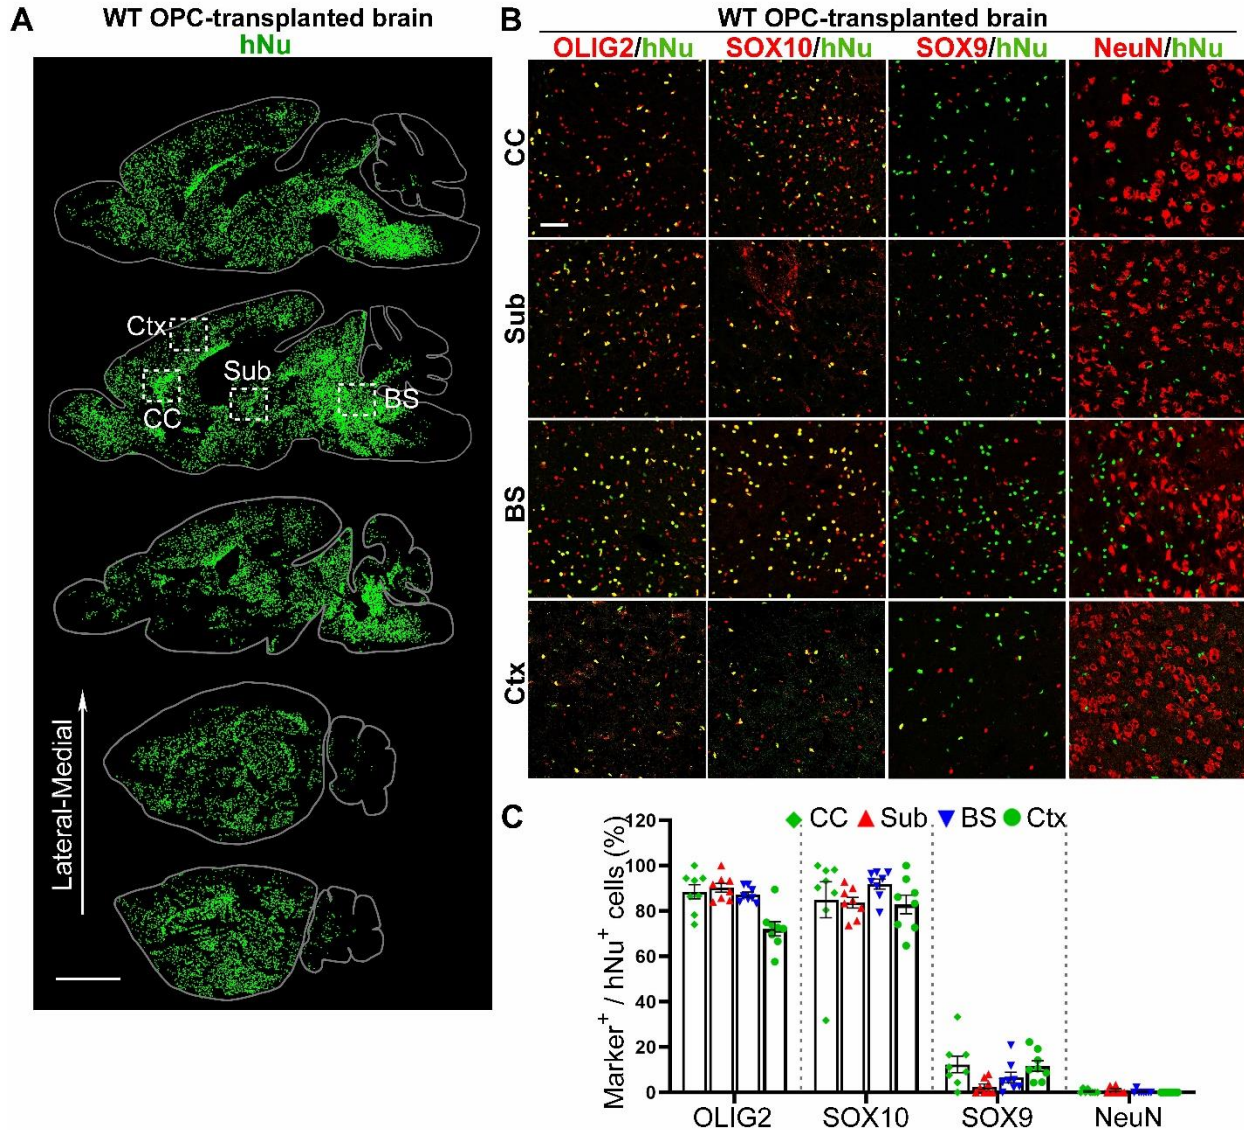 A
WT OPC-transplanted brain
hNu
Ctx
Sub
CC
BS
Lateral-Medial
B
WT OPC-transplanted brain
OLIG2/hNu SOX10/hNu SOX9/hNu NeuN/hNu
CC
Sub
BS
Ctx
C
CC Sub BS Ctx
Marker+ / hNu+ cells (%)
120
100
80
60
40
20
0
OLIG2 SOX10 SOX9 NeuN